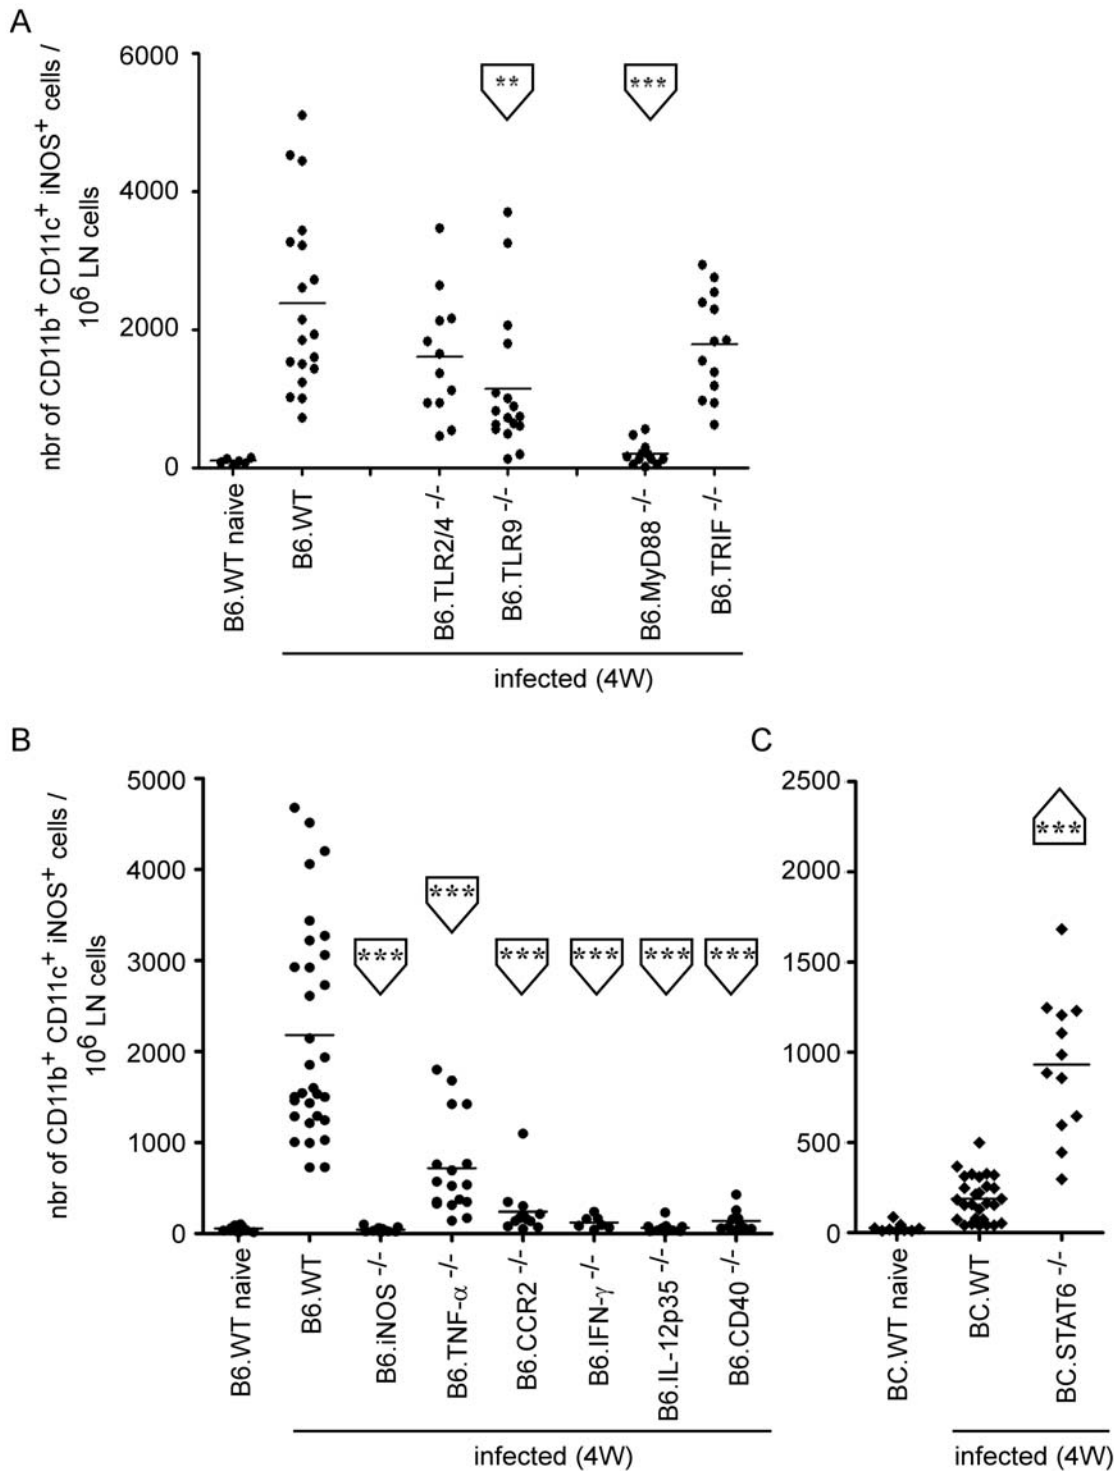 A
nbr of CD11b+ CD11c+ iNOS+ cells /
10^6 LN cells
6000
4000
2000
0
**
***
B6.WT naive
B6.WT
B6.TLR2/4 -/-
B6.TLR9 -/-
B6.MyD88 -/-
B6.TRIF -/-
infected (4W)
B
nbr of CD11b+ CD11c+ iNOS+ cells /
10^6 LN cells
5000
4000
3000
2000
1000
0
***
***
***
***
***
***
B6.WT naive
B6.WT
B6.iNOS -/-
B6.TNF-α -/-
B6.CCR2 -/-
B6.IFN-γ -/-
B6.IL-12p35 -/-
B6.CD40 -/-
infected (4W)
C
2500
2000
1500
1000
500
0
***
BC.WT naive
BC.WT
BC.STAT6 -/-
infected (4W)